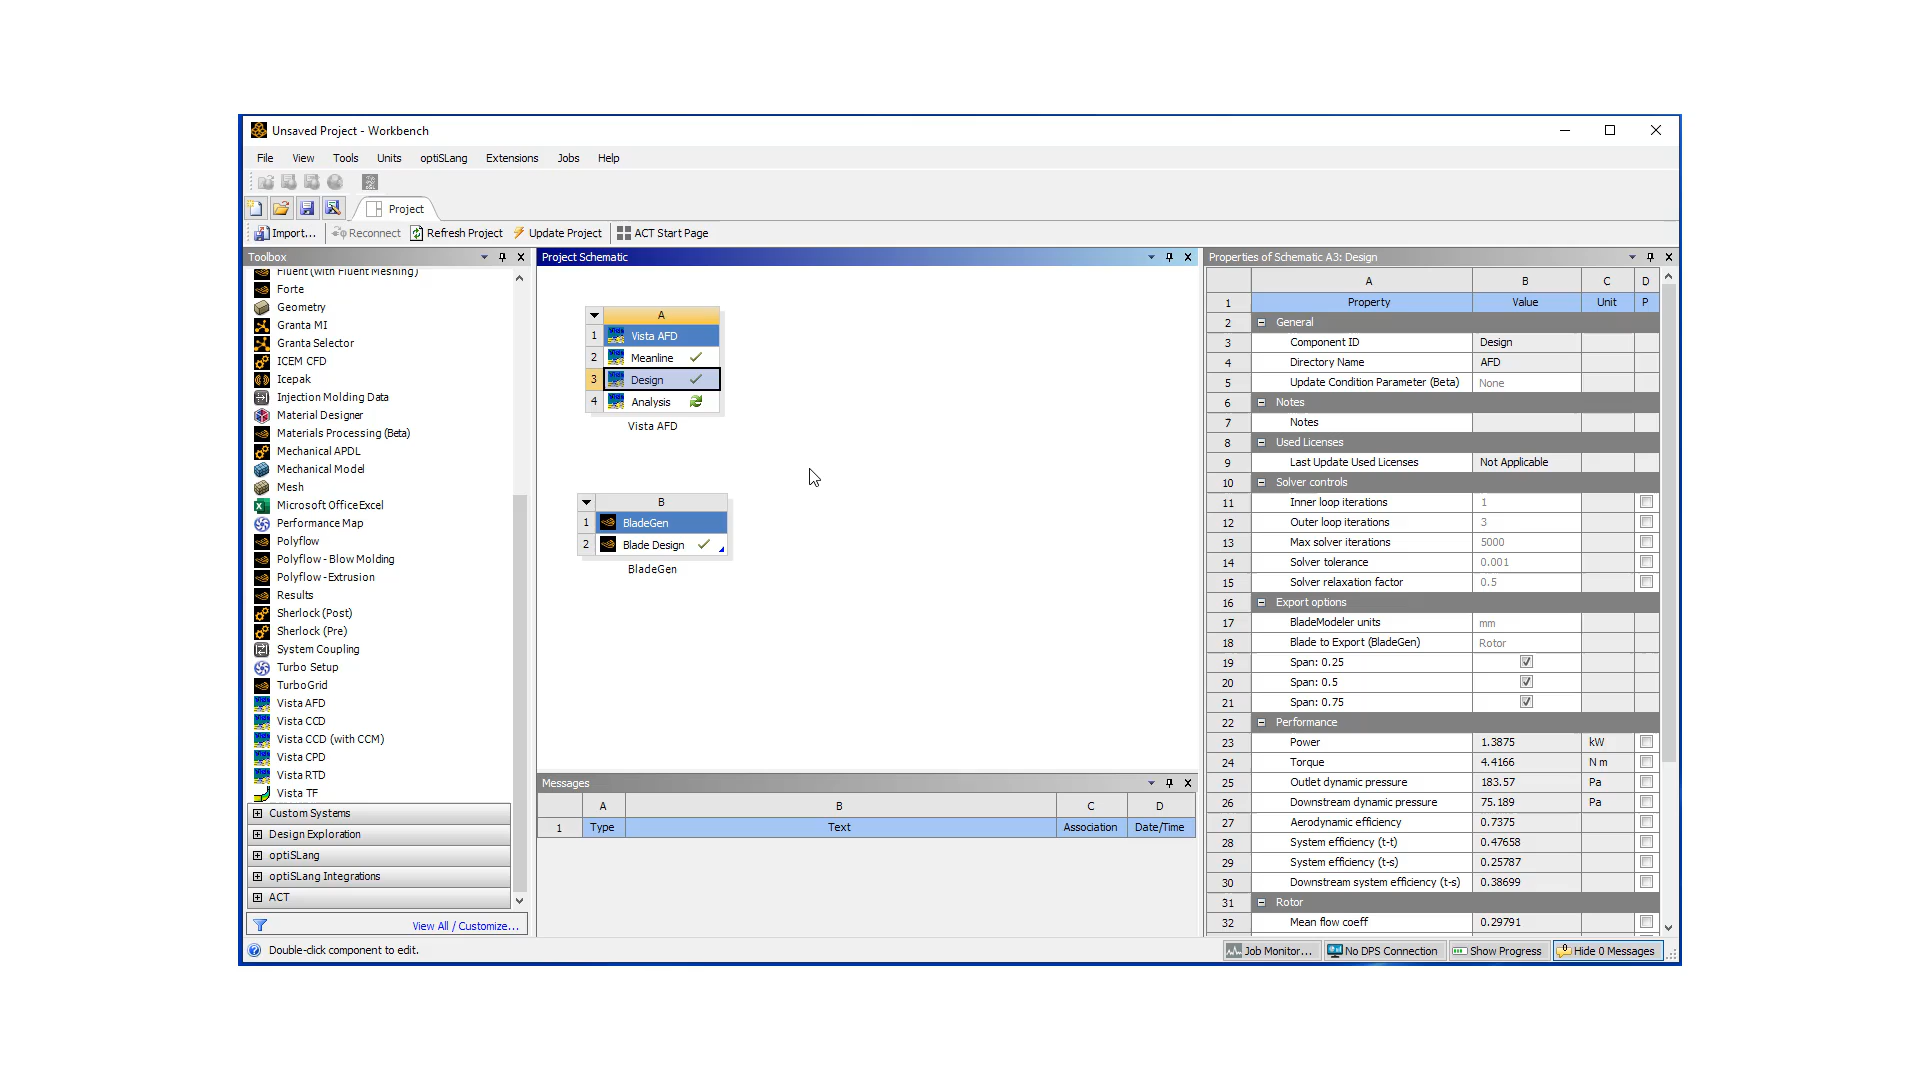 Unsaved Project - Workbench
File View Tools Units optiSLang Extensions Jobs Help
Project
Import... Reconnect Refresh Project Update Project ACT Start Page
Toolbox
Fluent (with Fluent Meshing)
Forte
Geometry
Granta MI
Granta Selector
ICEM CFD
Icepak
Injection Molding Data
Material Designer
Materials Processing (Beta)
Mechanical APDL
Mechanical Model
Mesh
Microsoft Office Excel
Performance Map
Polyflow
Polyflow - Blow Molding
Polyflow - Extrusion
Results
Sherlock (Post)
Sherlock (Pre)
System Coupling
Turbo Setup
TurboGrid
Vista AFD
Vista CCD
Vista CCD (with CCM)
Vista CPD
Vista RTD
Vista TF
Custom Systems
Design Exploration
optiSLang
optiSLang Integrations
ACT
View All / Customize...
Project Schematic
A
1 Vista AFD
2 Meanline
3 Design
4 Analysis
Vista AFD
B
1 BladeGen
2 Blade Design
BladeGen
Messages
A B C D
1 Type Text Association Date/Time
Properties of Schematic A3: Design
A B C D
1 Property Value Unit P
2 General
3 Component ID Design
4 Directory Name AFD
5 Update Condition Parameter (Beta) None
6 Notes
7 Notes
8 Used Licenses
9 Last Update Used Licenses Not Applicable
10 Solver controls
11 Inner loop iterations 1
12 Outer loop iterations 3
13 Max solver iterations 5000
14 Solver tolerance 0.001
15 Solver relaxation factor 0.5
16 Export options
17 BladeModeler units mm
18 Blade to Export (BladeGen) Rotor
19 Span: 0.25
20 Span: 0.5
21 Span: 0.75
22 Performance
23 Power 1.3875 kW
24 Torque 4.4166 N m
25 Outlet dynamic pressure 183.57 Pa
26 Downstream dynamic pressure 75.189 Pa
27 Aerodynamic efficiency 0.7375
28 System efficiency (t-t) 0.47658
29 System efficiency (t-s) 0.25787
30 Downstream system efficiency (t-s) 0.38699
31 Rotor
32 Mean flow coeff 0.29791
Double-click component to edit.
Job Monitor... No DPS Connection Show Progress Hide 0 Messages